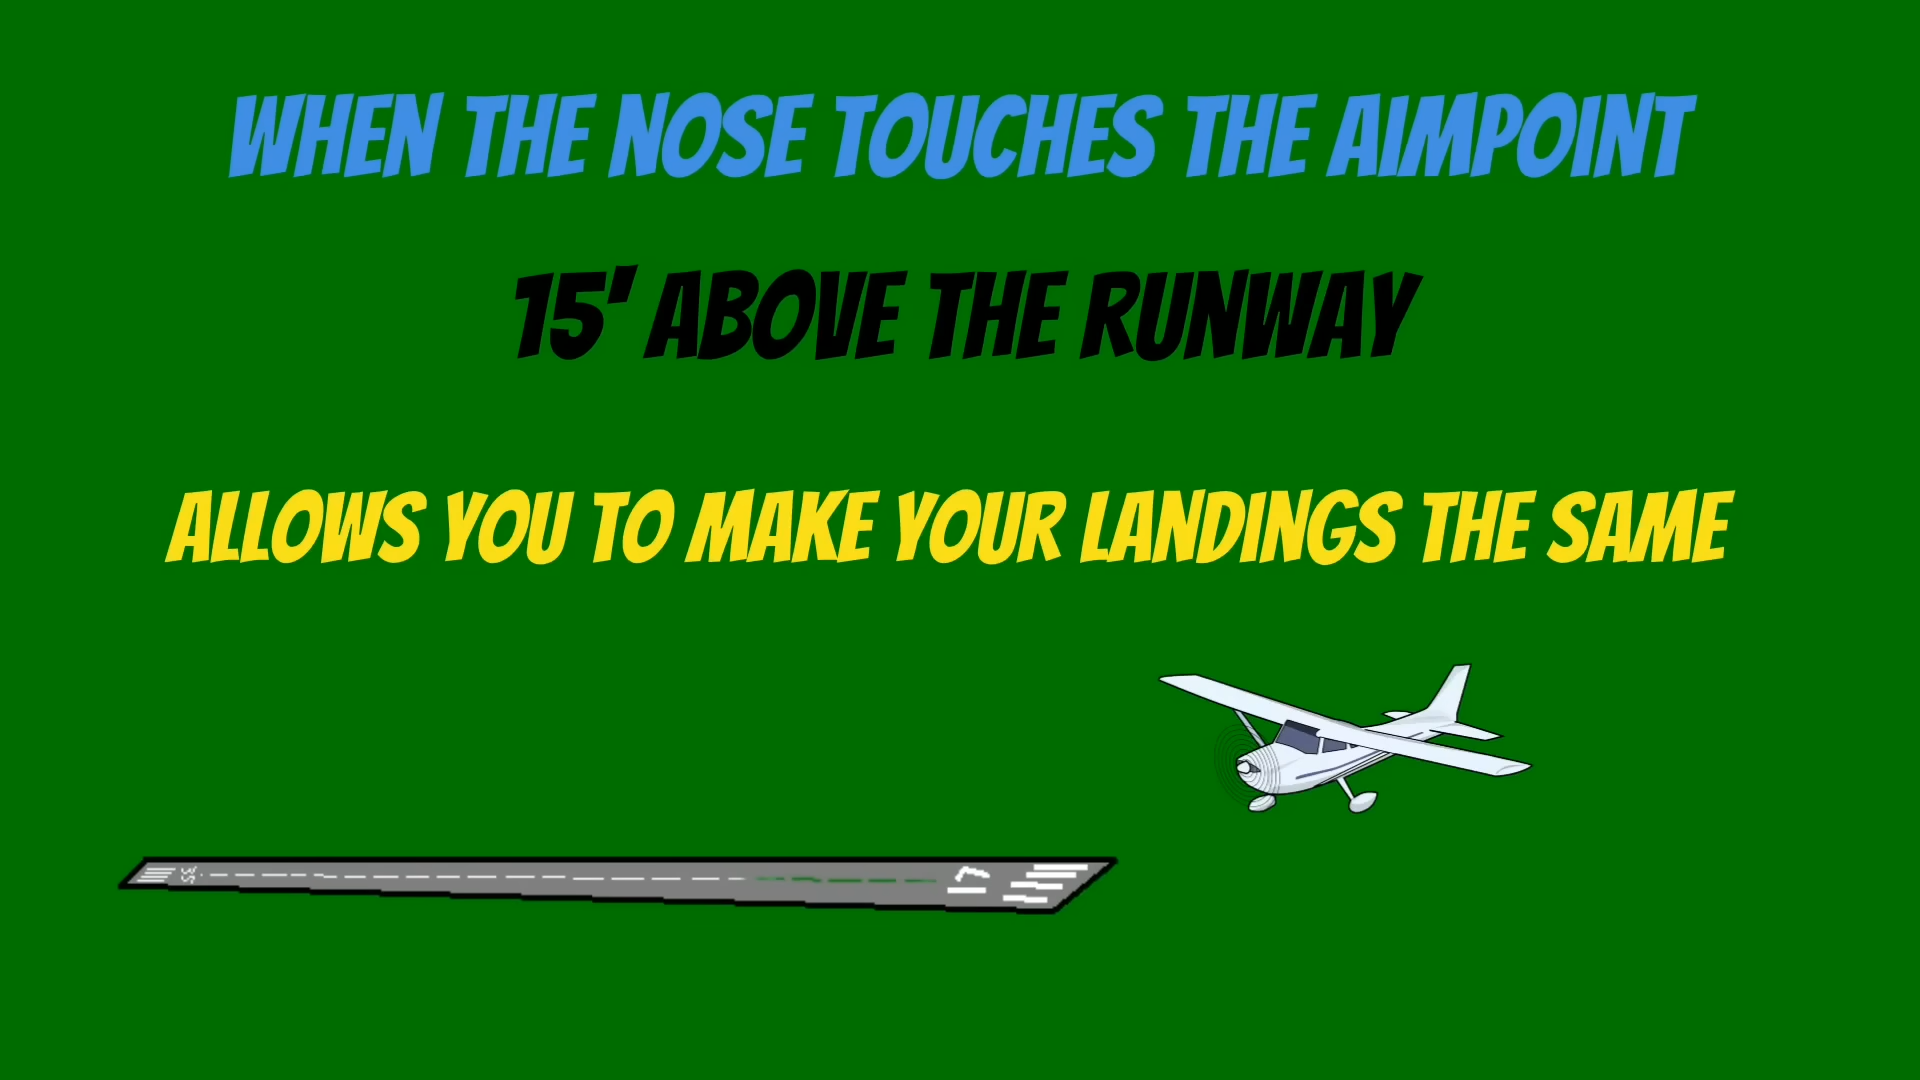 WHEN THE NOSE TOUCHES THE AIMPOINT
15' ABOVE THE RUNWAY
ALLOWS YOU TO MAKE YOUR LANDINGS THE SAME